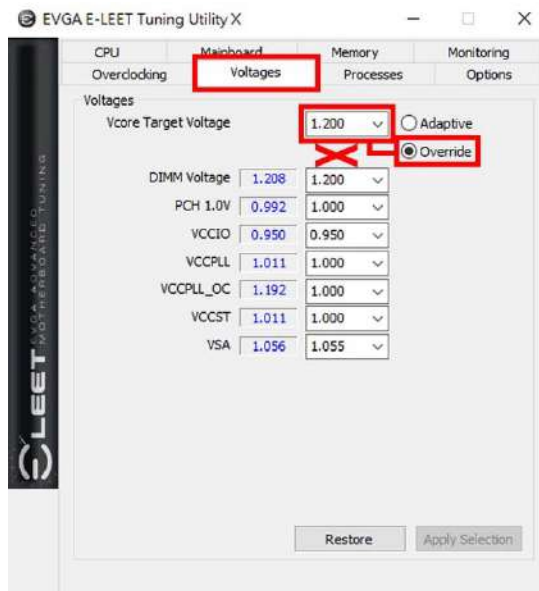 EVGA E-LEET Tuning Utility X
CPU Mainboard Memory Monitoring
Overclocking Voltages Processes Options
Voltages
Vcore Target Voltage 1.200 Adaptive
Override
DIMM Voltage 1.208 1.200
PCH 1.0V 0.992 1.000
VCCIO 0.950 0.950
VCCPLL 1.011 1.000
VCCPLL_OC 1.192 1.000
VCCST 1.011 1.000
VSA 1.056 1.055
Restore Apply Selection
ELEET EVGA ADVANCED
MOTHERBOARD TUNING